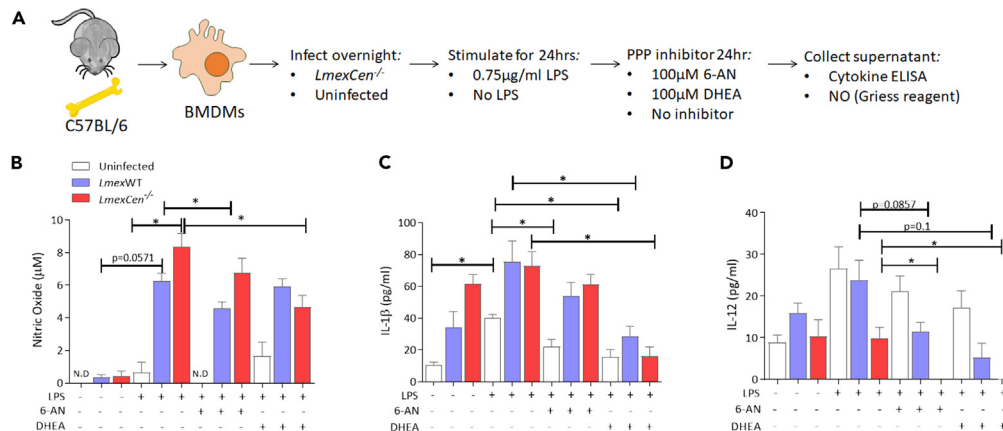 A
C57BL/6
BMDMs
Infect overnight:
• LmexCen-/-
• Uninfected
Stimulate for 24hrs:
• 0.75µg/ml LPS
• No LPS
PPP inhibitor 24hr:
• 100µM 6-AN
• 100µM DHEA
• No inhibitor
Collect supernatant:
• Cytokine ELISA
• NO (Griess reagent)
B
Uninfected
LmexWT
LmexCen-/-
Nitric Oxide (µM)
10
8
6
4
2
0
p=0.0571
*
*
*
N.D
N.D
LPS - - - + + + + + + + + +
6-AN - - - - - - + + + - - -
DHEA - - - - - - - - - + + +
C
IL-1β (pg/ml)
100
80
60
40
20
0
*
*
*
*
*
LPS - - - + + + + + + + + +
6-AN - - - - - - + + + - - -
DHEA - - - - - - - - - + + +
D
IL-12 (pg/ml)
40
30
20
10
0
p=0.0857
p=0.1
*
*
LPS - - - + + + + + + + + +
6-AN - - - - - - + + + - - -
DHEA - - - - - - - - - + + +